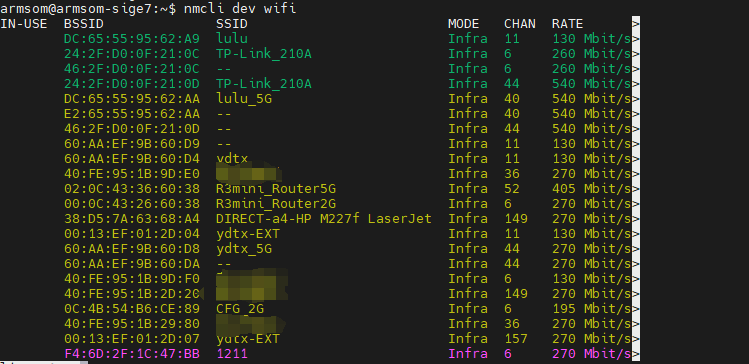 armsom@armsom-sige7:~$ nmcli dev wifi
IN-USE  BSSID              SSID                        MODE   CHAN  RATE        >
        DC:65:55:95:62:A9  lulu                        Infra  11    130 Mbit/s>
        24:2F:D0:0F:21:0C  TP-Link_210A                Infra  6     260 Mbit/s>
        46:2F:D0:0F:21:0C  --                          Infra  6     260 Mbit/s>
        24:2F:D0:0F:21:0D  TP-Link_210A                Infra  44    540 Mbit/s>
        DC:65:55:95:62:AA  lulu_5G                     Infra  40    540 Mbit/s>
        E2:65:55:95:62:AA  --                          Infra  40    540 Mbit/s>
        46:2F:D0:0F:21:0D  --                          Infra  44    540 Mbit/s>
        60:AA:EF:9B:60:D9  --                          Infra  11    130 Mbit/s>
        60:AA:EF:9B:60:D4  ydtx                        Infra  11    130 Mbit/s>
        40:FE:95:1B:9D:E0                              Infra  36    270 Mbit/s>
        02:0C:43:36:60:38  R3mini_Router5G             Infra  52    405 Mbit/s>
        00:0C:43:26:60:38  R3mini_Router2G             Infra  6     270 Mbit/s>
        38:D5:7A:63:68:A4  DIRECT-a4-HP M227f LaserJet  Infra  149   270 Mbit/s>
        00:13:EF:01:2D:04  ydtx-EXT                    Infra  11    130 Mbit/s>
        60:AA:EF:9B:60:D8  ydtx_5G                     Infra  44    270 Mbit/s>
        60:AA:EF:9B:60:DA  --                          Infra  44    270 Mbit/s>
        40:FE:95:1B:9D:F0                              Infra  6     130 Mbit/s>
        40:FE:95:1B:2D:20                              Infra  149   270 Mbit/s>
        0C:4B:54:B6:CE:89  CFG_2G                      Infra  6     195 Mbit/s>
        40:FE:95:1B:29:80                              Infra  36    270 Mbit/s>
        00:13:EF:01:2D:07  ydtx-EXT                    Infra  157   270 Mbit/s>
        F4:6D:2F:1C:47:BB  1211                        Infra  6     270 Mbit/s>